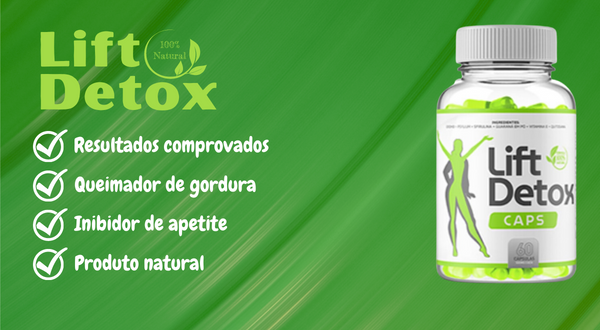 Lift
100%
Natural
Detox
Resultados comprovados
Queimador de gordura
Inibidor de apetite
Produto natural
INGREDIENTES:
Lift
Detox
CAPS
60
CÁPSULAS